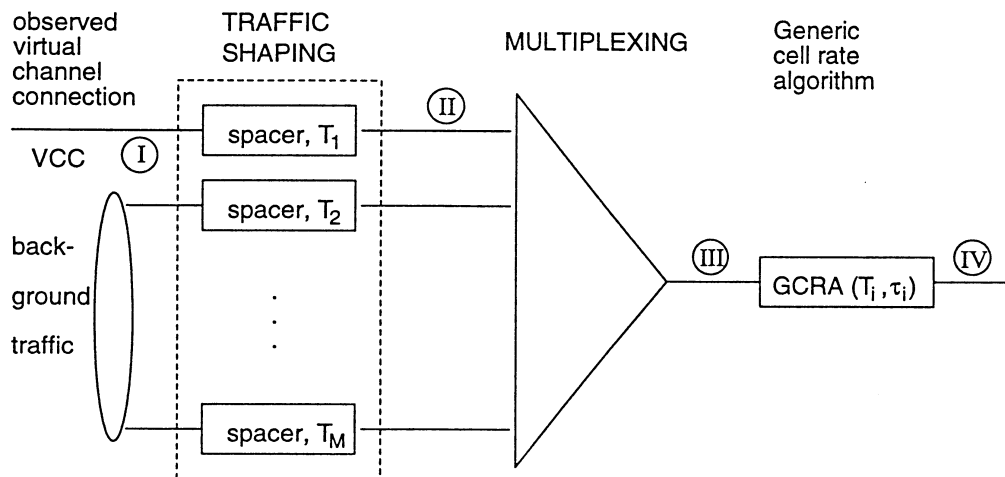 observed
virtual
channel
connection
TRAFFIC
SHAPING
MULTIPLEXING
Generic
cell rate
algorithm
VCC
I
spacer, T1
II
spacer, T2
back-
ground
traffic
.
.
.
spacer, TM
III
GCRA (Ti, τi)
IV